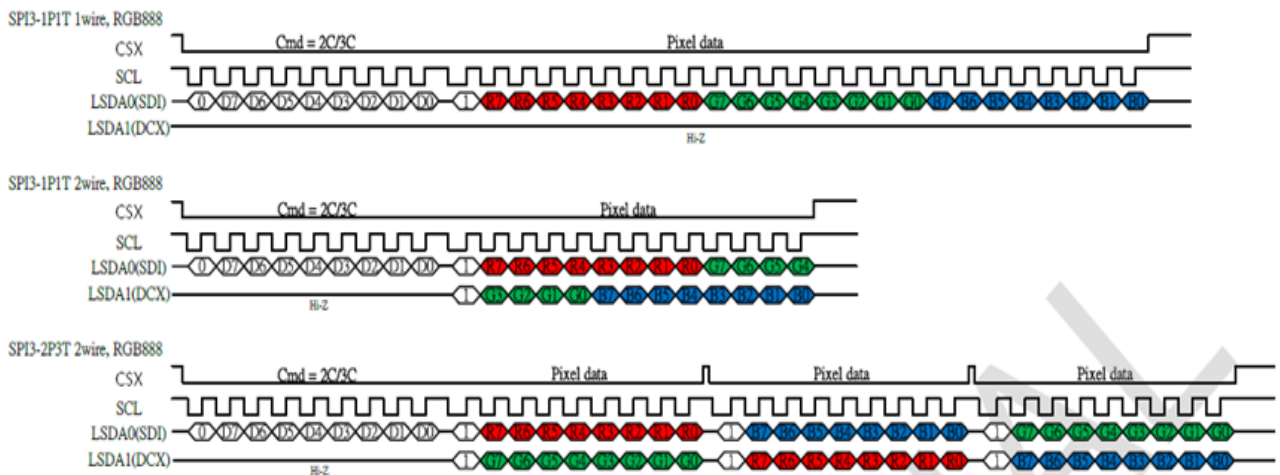 SPI3-1P1T 1wire, RGB888
CSX Cmd = 2C/3C Pixel data
SCL
LSDA0(SDI) 0 D7 D6 D5 D4 D3 D2 D1 D0 1 R7 R6 R5 R4 R3 R2 R1 R0 G7 G6 G5 G4 G3 G2 G1 G0 B7 B6 B5 B4 B3 B2 B1 B0
LSDA1(DCX) Hi-Z
SPI3-1P1T 2wire, RGB888
CSX Cmd = 2C/3C Pixel data
SCL
LSDA0(SDI) 0 D7 D6 D5 D4 D3 D2 D1 D0 1 R7 R6 R5 R4 R3 R2 R1 R0 G7 G6 G5 G4
LSDA1(DCX) Hi-Z 1 G3 G2 G1 G0 B7 B6 B5 B4 B3 B2 B1 B0
SPI3-2P3T 2wire, RGB888
CSX Cmd = 2C/3C Pixel data Pixel data Pixel data
SCL
LSDA0(SDI) 0 D7 D6 D5 D4 D3 D2 D1 D0 1 R7 R6 R5 R4 R3 R2 R1 R0 1 B7 B6 B5 B4 B3 B2 B1 B0 1 G7 G6 G5 G4 G3 G2 G1 G0
LSDA1(DCX) Hi-Z 1 G7 G6 G5 G4 G3 G2 G1 G0 1 R7 R6 R5 R4 R3 R2 R1 R0 1 B7 B6 B5 B4 B3 B2 B1 B0